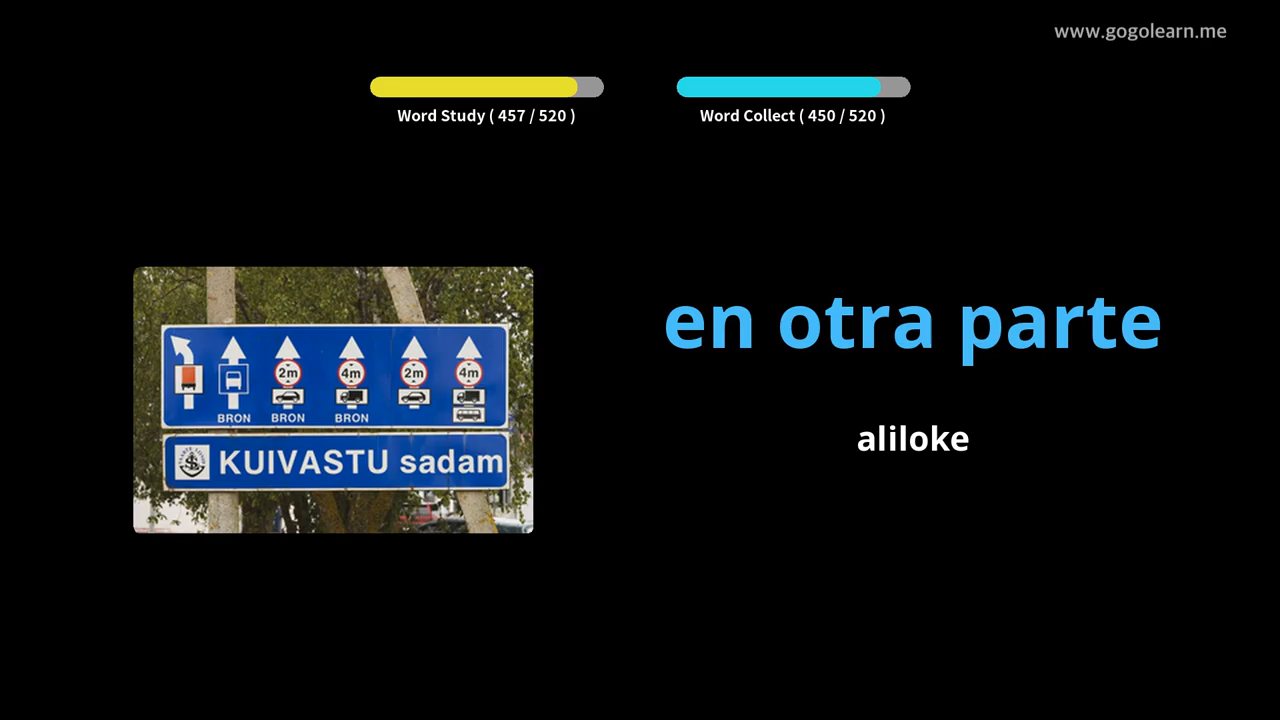 www.gogolearn.me
Word Study ( 457 / 520 )
Word Collect ( 450 / 520 )
en otra parte
aliloke
2m 4m 2m 4m
BRON BRON BRON
KUIVASTU sadam